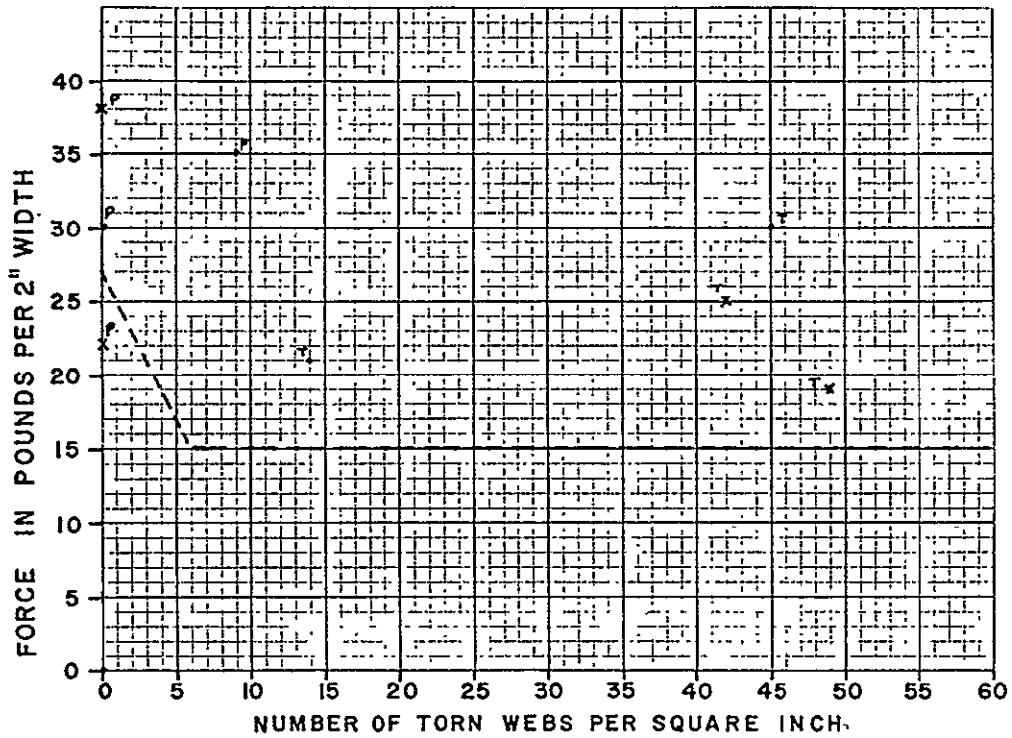 FORCE IN POUNDS PER 2" WIDTH
40
35
30
25
20
15
10
5
0
x P
P
P
x P
T
T
T x
T x
0 5 10 15 20 25 30 35 40 45 50 55 60
NUMBER OF TORN WEBS PER SQUARE INCH